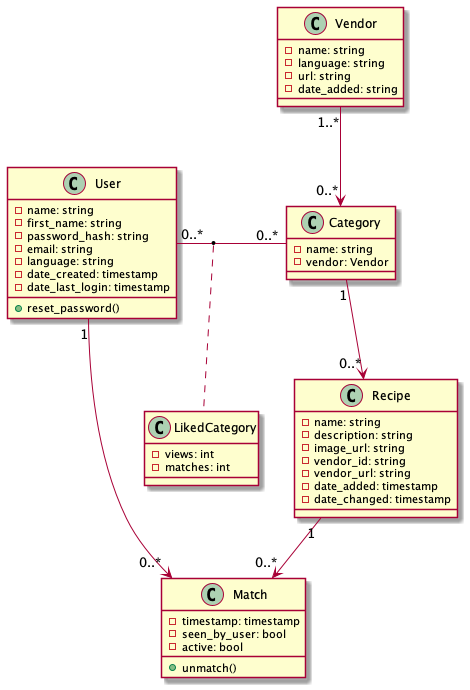 C Vendor
name: string
language: string
url: string
date_added: string
1..*
0..*
C User
name: string
first_name: string
password_hash: string
email: string
language: string
date_created: timestamp
date_last_login: timestamp
reset_password()
0..*
0..*
C Category
name: string
vendor: Vendor
1
1
0..*
C Recipe
name: string
description: string
image_url: string
vendor_id: string
vendor_url: string
date_added: timestamp
date_changed: timestamp
C LikedCategory
views: int
matches: int
1
0..*
0..*
C Match
timestamp: timestamp
seen_by_user: bool
active: bool
unmatch()